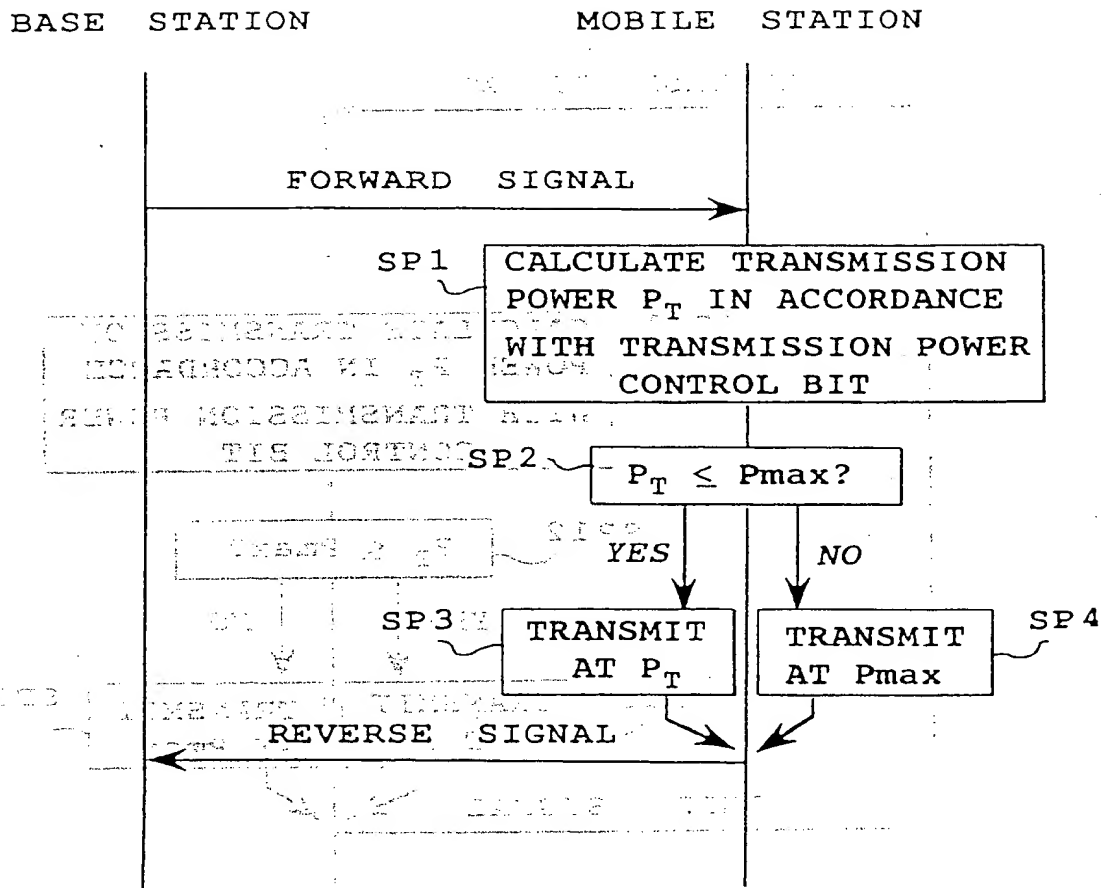 BASE STATION
MOBILE STATION
FORWARD SIGNAL
SP1
CALCULATE TRANSMISSION
POWER P_T IN ACCORDANCE
WITH TRANSMISSION POWER
CONTROL BIT
SP2
P_T ≤ Pmax?
YES
NO
SP3
TRANSMIT
AT P_T
TRANSMIT
AT Pmax
SP4
REVERSE SIGNAL